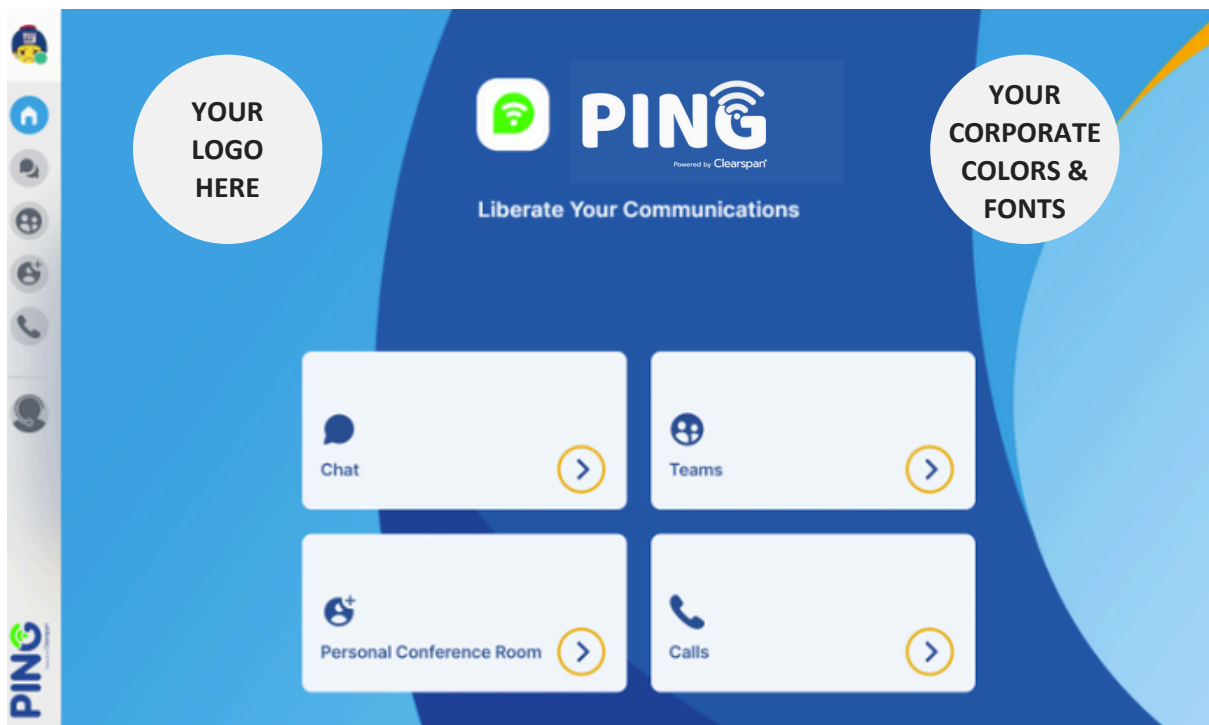 YOUR
LOGO
HERE
PING
Powered by Clearspan®
Liberate Your Communications
YOUR
CORPORATE
COLORS &
FONTS
Chat
Teams
Personal Conference Room
Calls
PING